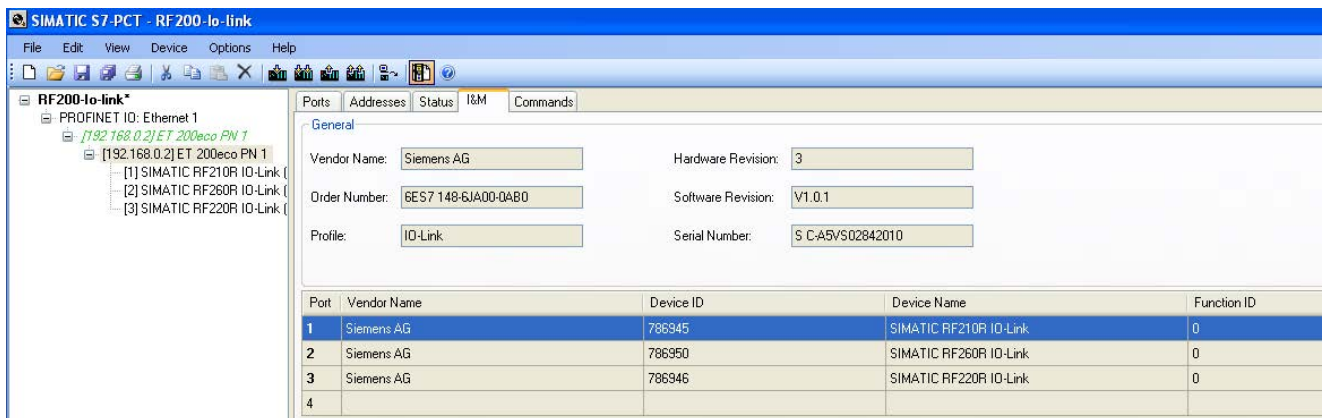 SIMATIC S7-PCT - RF200-Io-link
File Edit View Device Options Help
RF200-Io-link*
PROFINET IO: Ethernet 1
[192.168.0.2] ET 200eco PN 1
[192.168.0.2] ET 200eco PN 1
[1] SIMATIC RF210R IO-Link (
[2] SIMATIC RF260R IO-Link (
[3] SIMATIC RF220R IO-Link (
Ports Addresses Status I&M Commands
General
Vendor Name: Siemens AG Hardware Revision: 3
Order Number: 6ES7 148-6JA00-0AB0 Software Revision: V1.0.1
Profile: IO-Link Serial Number: S C-A5VS02842010
Port Vendor Name Device ID Device Name Function ID
1 Siemens AG 786945 SIMATIC RF210R IO-Link 0
2 Siemens AG 786950 SIMATIC RF260R IO-Link 0
3 Siemens AG 786946 SIMATIC RF220R IO-Link 0
4